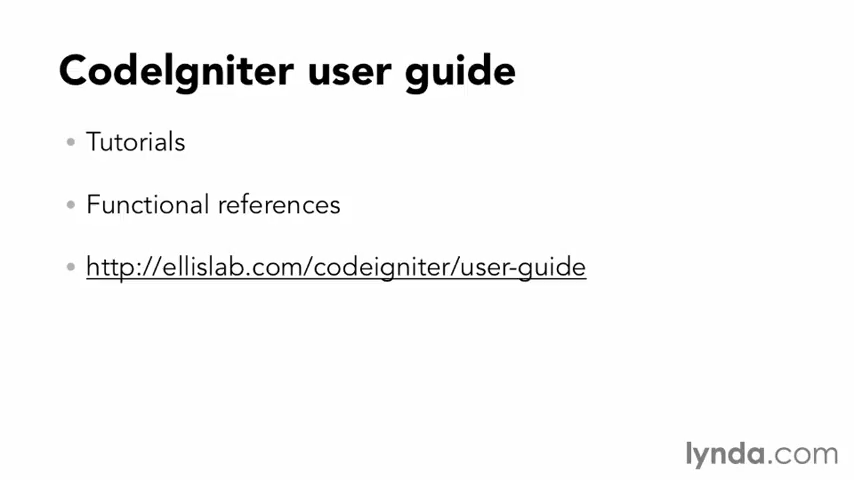 CodeIgniter user guide
• Tutorials
• Functional references
• http://ellislab.com/codeigniter/user-guide
lynda.com